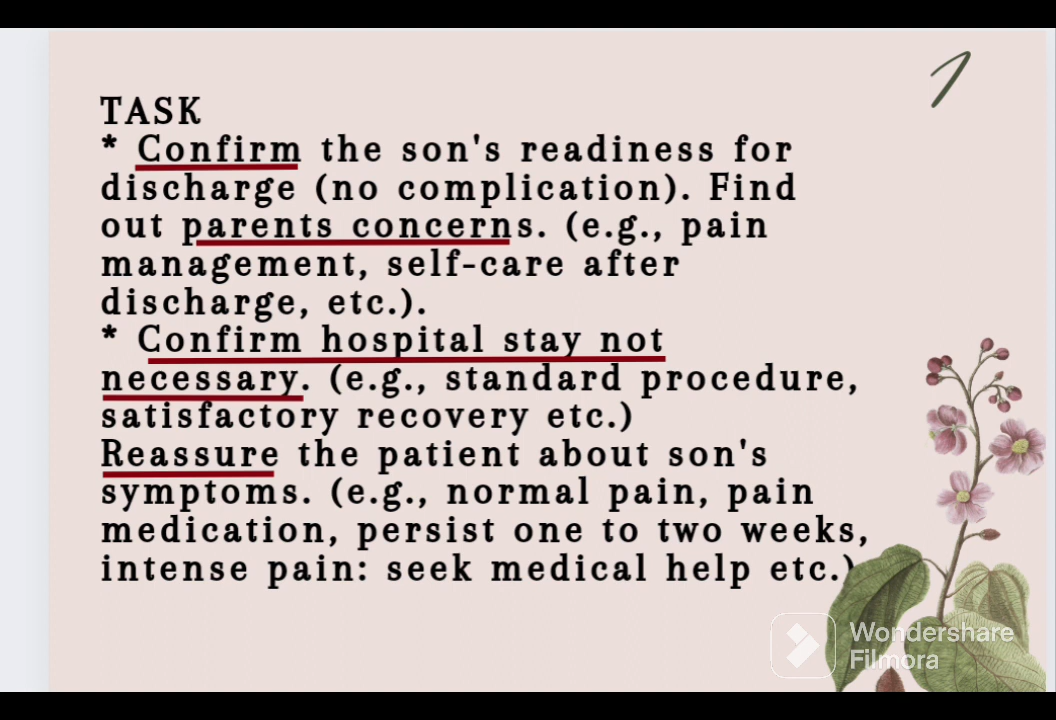 1
TASK
* Confirm the son's readiness for
discharge (no complication). Find
out parents concerns. (e.g., pain
management, self-care after
discharge, etc.).
* Confirm hospital stay not
necessary. (e.g., standard procedure,
satisfactory recovery etc.)
Reassure the patient about son's
symptoms. (e.g., normal pain, pain
medication, persist one to two weeks,
intense pain: seek medical help etc.)
Wondershare
Filmora